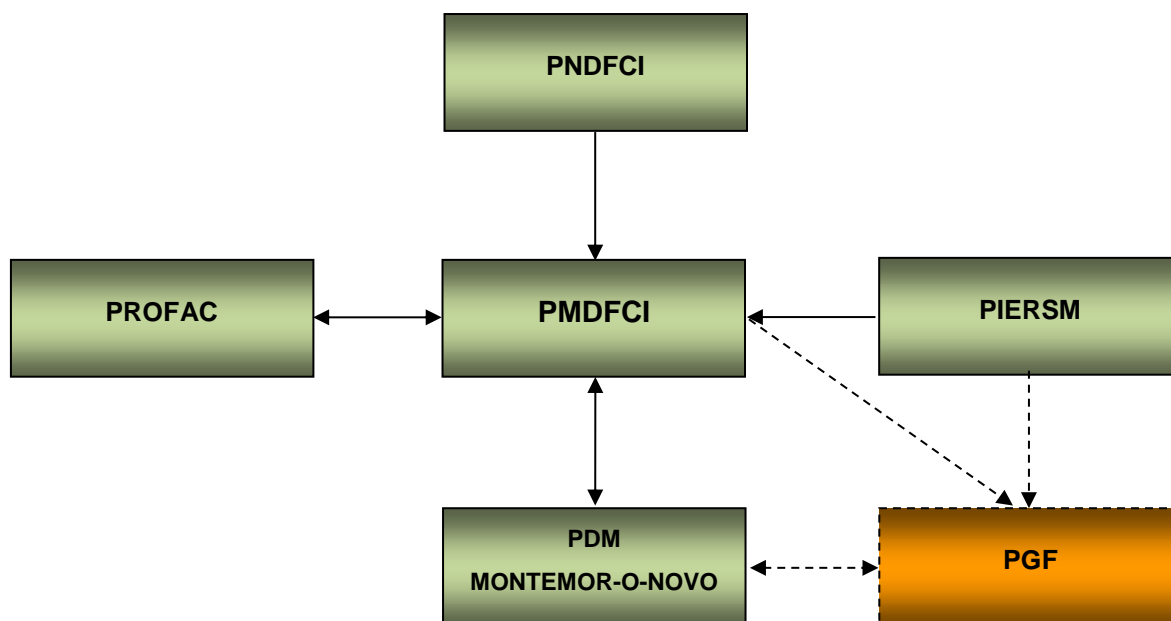 PNDFCI
PROFAC
PMDFCI
PIERSM
PDM
MONTEMOR-O-NOVO
PGF